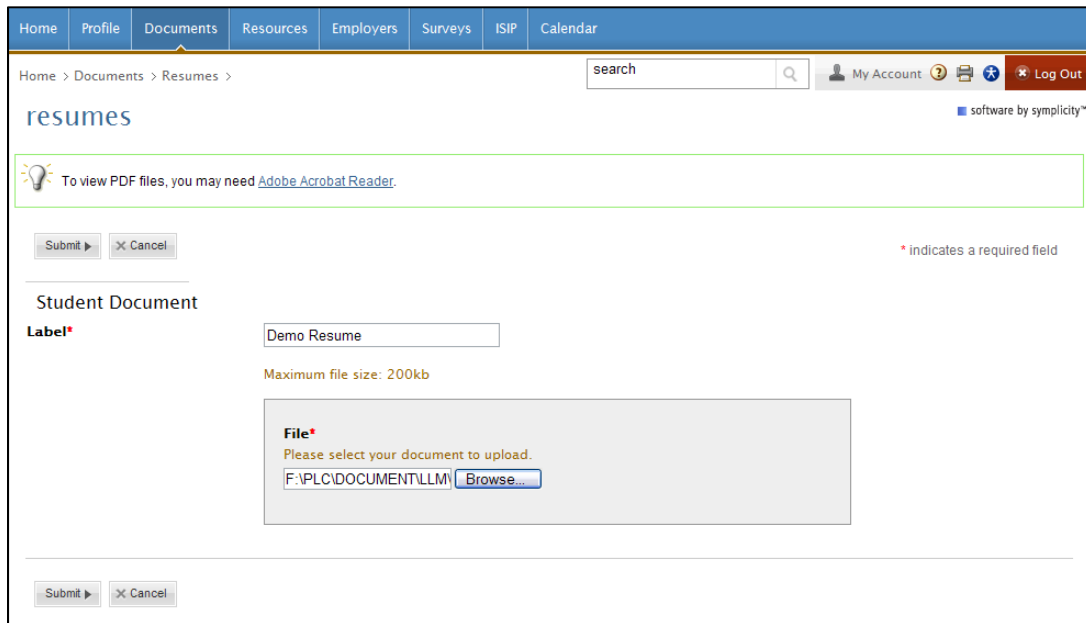 Home Profile Documents Resources Employers Surveys ISIP Calendar
Home > Documents > Resumes >
search
My Account
Log Out
resumes
software by symplicity™
To view PDF files, you may need Adobe Acrobat Reader.
Submit Cancel
* indicates a required field
Student Document
Label*
Demo Resume
Maximum file size: 200kb
File*
Please select your document to upload.
F:\PLC\DOCUMENT\LLM\ Browse...
Submit Cancel